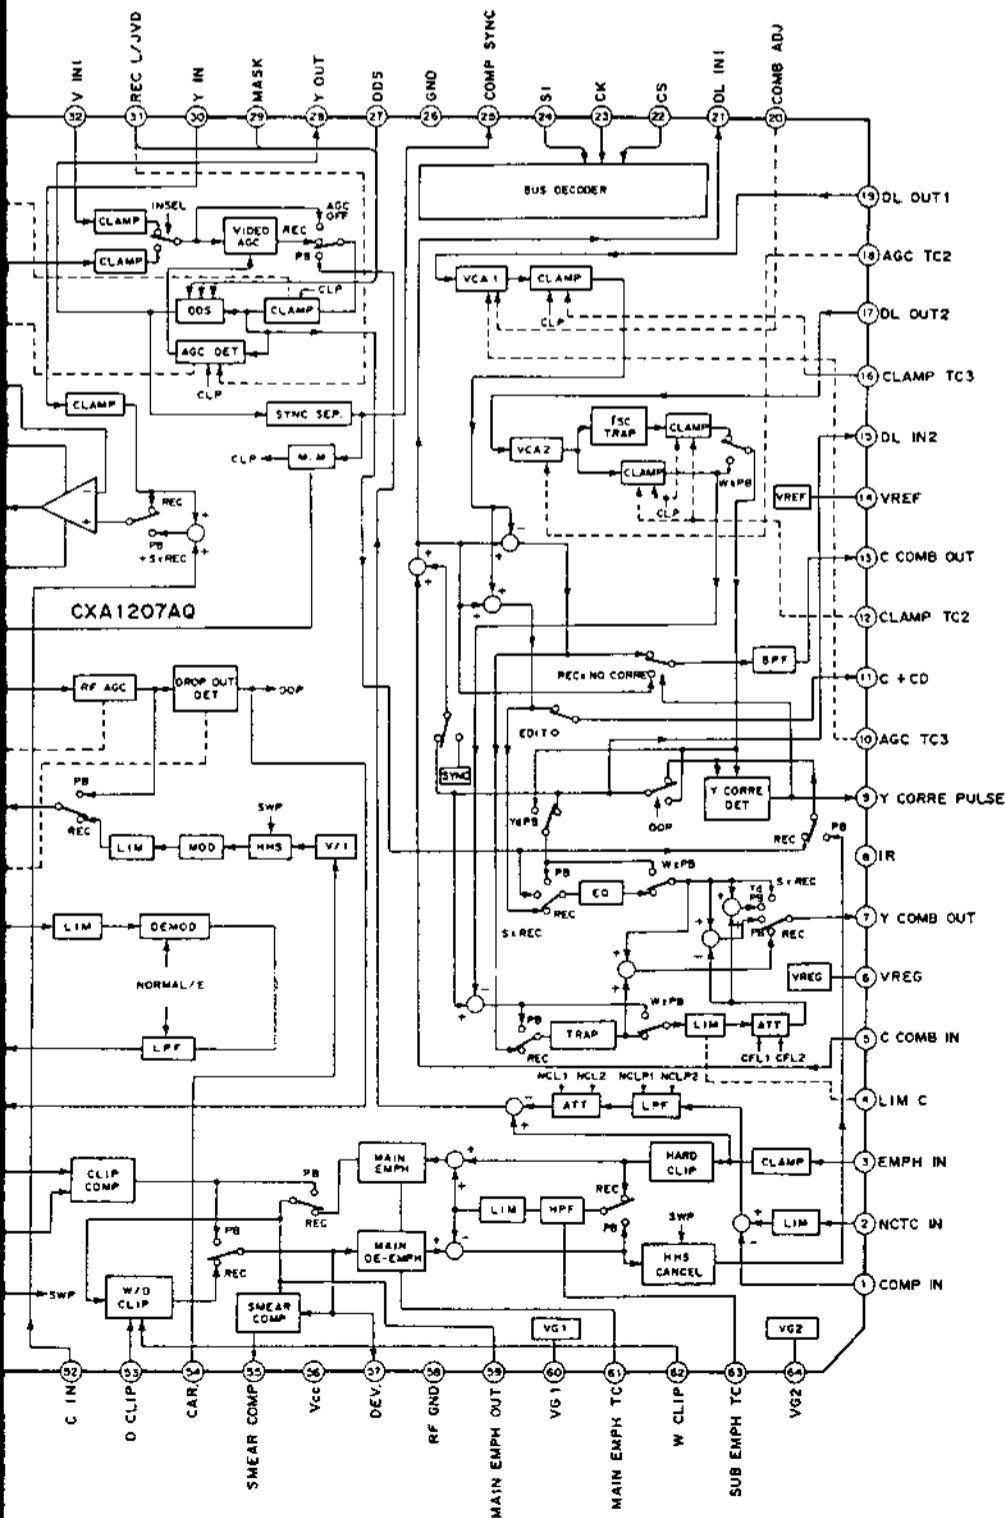 V IN1
REC L/JVD
Y IN
MASK
Y OUT
DDS
GND
COMP SYNC
SI
CK
CS
DL IN1
COMB ADJ
32
31
30
29
28
27
26
25
24
23
22
21
20
BUS DECODER
19 DL OUT1
18 AGC TC2
17 DL OUT2
16 CLAMP TC3
15 DL IN2
14 VREF
13 C COMB OUT
12 CLAMP TC2
11 C + CD
10 AGC TC3
9 Y CORRE PULSE
8 IR
7 Y COMB OUT
6 VREG
5 C COMB IN
4 LIM C
3 EMPH IN
2 NCTC IN
1 COMP IN
INSEL
CLAMP
CLAMP
VIDEO AGC
REC
AGC OFF
PB
CLP
DDS
CLAMP
AGC DET
CLP
CLAMP
SYNC SEP.
CLP
M.M
REC
PB + S x REC
CXA1207AQ
VCA 1
CLAMP
CLP
VCA2
fSC TRAP
CLAMP
CLAMP
CLP
W x PB
VREF
BPF
REC x NO CORRE
EDIT
SYNC
Yd PB
DOP
Y CORRE DET
REC
PB
RF AGC
DROP OUT DET
DOP
PB
REC
SWP
LIM
MOD
HHS
V/I
LIM
DEMOD
NORMAL/E
LPF
PB
S x REC
REC
EQ
W x PB
S x REC
Yd PB
PB
REC
VREG
PB
REC
TRAP
W x PB
LIM
ATT
CFL1 CFL2
NCL1 NCL2
NCLP1 NCLP2
ATT
LPF
CLIP COMP
PB
REC
MAIN EMPH
HARD CLIP
CLAMP
REC
PB
LIM
HPF
LIM
SWP
PB
REC
MAIN DE-EMPH
HHS CANCEL
SWP
W/D CLIP
SMEAR COMP
VG1
VG2
52
53
54
55
56
57
58
59
60
61
62
63
64
C IN
D CLIP
CAR.
SMEAR COMP
Vcc
DEV.
RF GND
MAIN EMPH OUT
VG1
MAIN EMPH TC
W CLIP
SUB EMPH TC
VG2